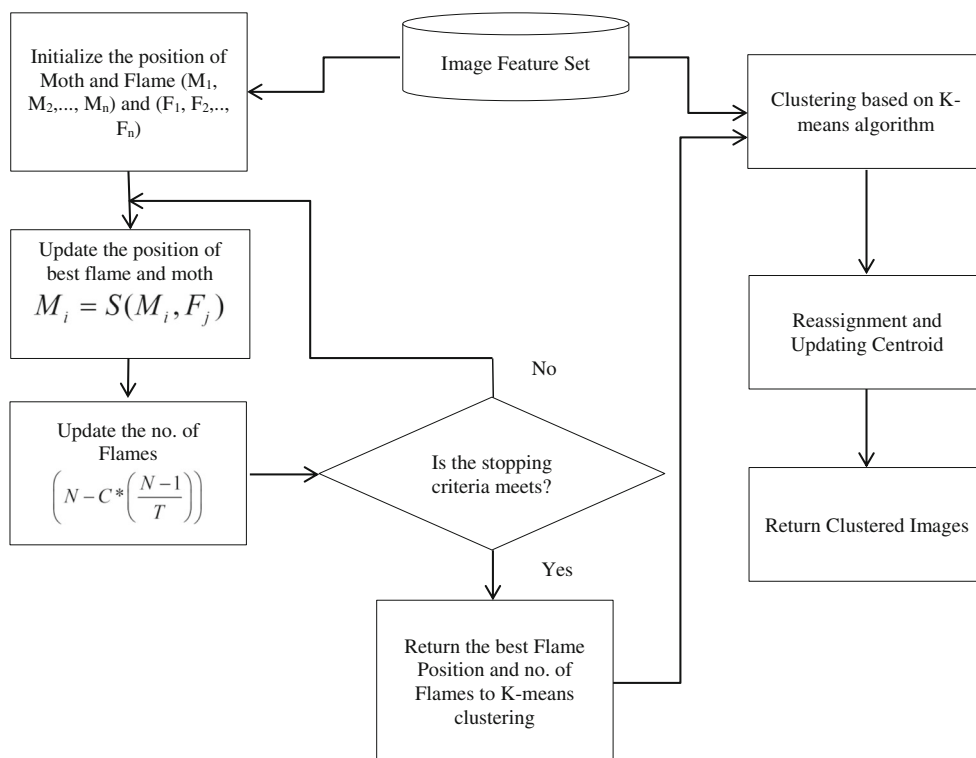 Initialize the position of
Moth and Flame (M₁,
M₂,..., Mₙ) and (F₁, F₂,..,
Fₙ)
Image Feature Set
Clustering based on K-
means algorithm
Update the position of
best flame and moth
M_i = S(M_i, F_j)
Reassignment and
Updating Centroid
No
Update the no. of
Flames
(N − C * ((N − 1) / T))
Is the stopping
criteria meets?
Return Clustered Images
Yes
Return the best Flame
Position and no. of
Flames to K-means
clustering